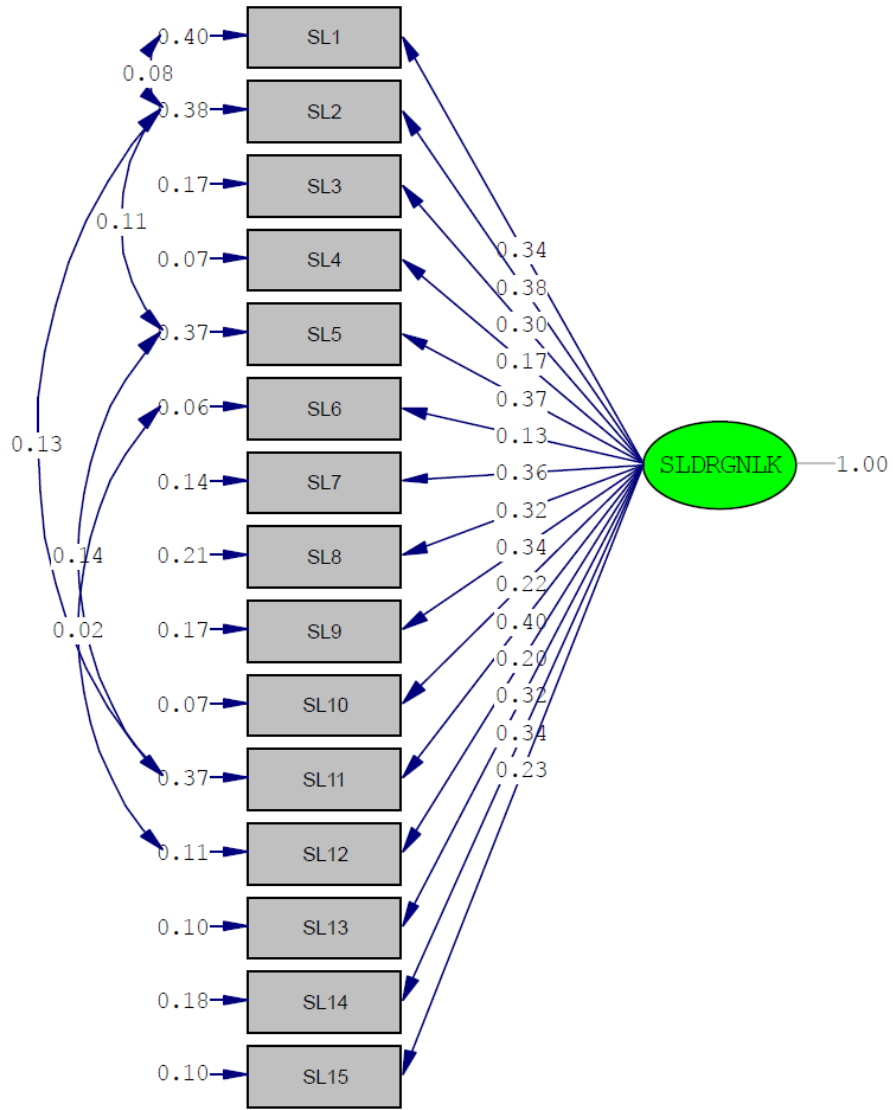 0.40 SL1
0.08
0.38 SL2
0.17 SL3
0.11
0.07 SL4
0.37 SL5
0.06 SL6
0.13
0.14 SL7
0.21 SL8
0.14
0.17 SL9
0.02
0.07 SL10
0.37 SL11
0.11 SL12
0.10 SL13
0.18 SL14
0.10 SL15
0.34
0.38
0.30
0.17
0.37
0.13
0.36
0.32
0.34
0.22
0.40
0.20
0.32
0.34
0.23
SLDRGNLK 1.00